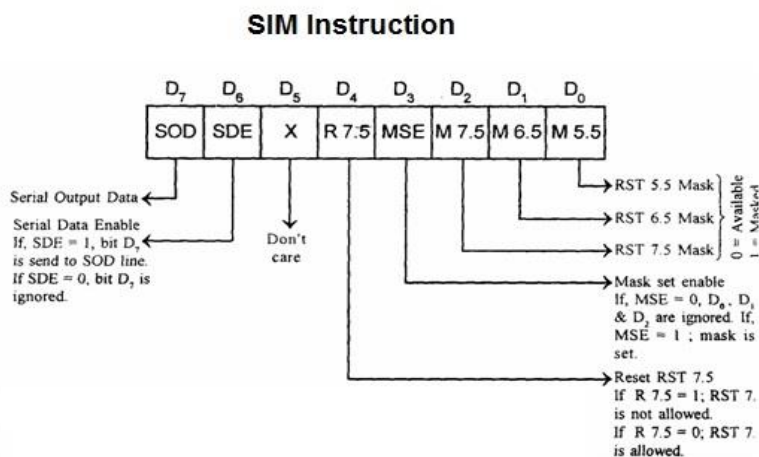 SIM Instruction
D7 D6 D5 D4 D3 D2 D1 D0
SOD SDE X R 7.5 MSE M 7.5 M 6.5 M 5.5
Serial Output Data
Serial Data Enable
If, SDE = 1, bit D7
is send to SOD line.
If SDE = 0, bit D7 is
ignored.
Don't
care
RST 5.5 Mask
RST 6.5 Mask
RST 7.5 Mask
0 = Available
1 = Masked
Mask set enable
If, MSE = 0, D0, D1
& D2 are ignored. If,
MSE = 1 ; mask is
set.
Reset RST 7.5
If R 7.5 = 1; RST 7.
is not allowed.
If R 7.5 = 0; RST 7.
is allowed.